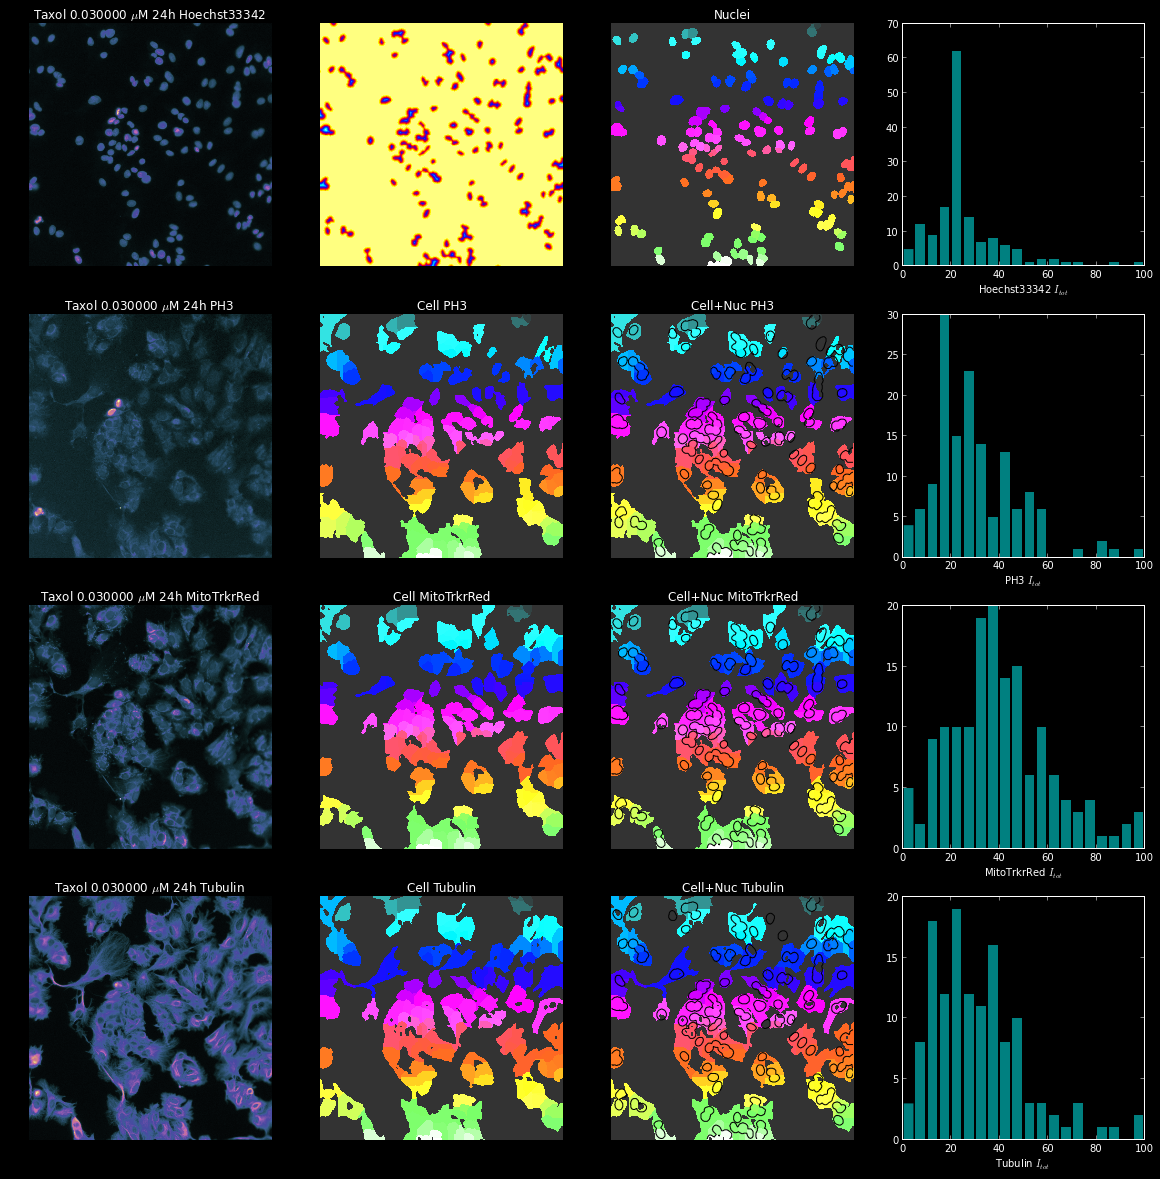 Taxol 0.030000 μM 24h Hoechst33342
Nuclei
70
60
50
40
30
20
10
0
0 20 40 60 80 100
Hoechst33342 I_tot
Taxol 0.030000 μM 24h PH3
Cell PH3
Cell+Nuc PH3
30
25
20
15
10
5
0
0 20 40 60 80 100
PH3 I_tot
Taxol 0.030000 μM 24h MitoTrkrRed
Cell MitoTrkrRed
Cell+Nuc MitoTrkrRed
20
15
10
5
0
0 20 40 60 80 100
MitoTrkrRed I_tot
Taxol 0.030000 μM 24h Tubulin
Cell Tubulin
Cell+Nuc Tubulin
20
15
10
5
0
0 20 40 60 80 100
Tubulin I_tot